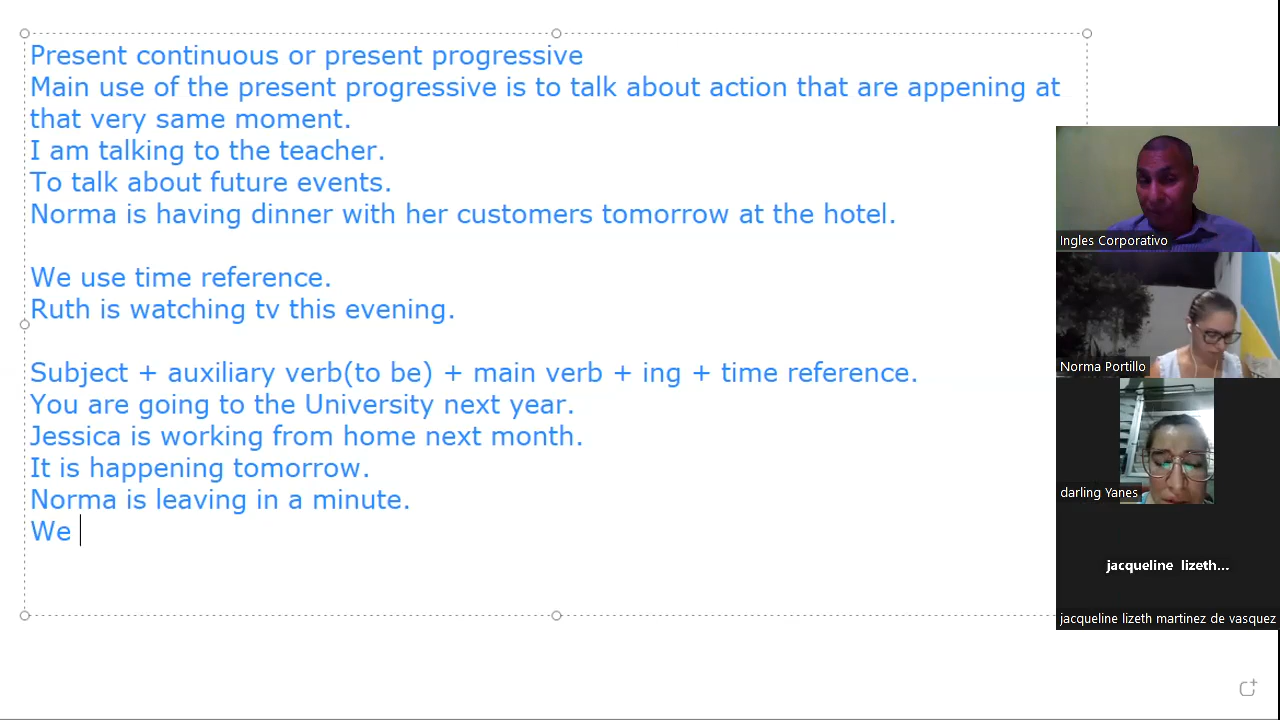 Present continuous or present progressive
Main use of the present progressive is to talk about action that are appening at
that very same moment.
I am talking to the teacher.
To talk about future events.
Norma is having dinner with her customers tomorrow at the hotel.
We use time reference.
Ruth is watching tv this evening.
Subject + auxiliary verb(to be) + main verb + ing + time reference.
You are going to the University next year.
Jessica is working from home next month.
It is happening tomorrow.
Norma is leaving in a minute.
We
Ingles Corporativo
Norma Portillo
darling Yanes
jacqueline lizeth...
jacqueline lizeth martinez de vasquez